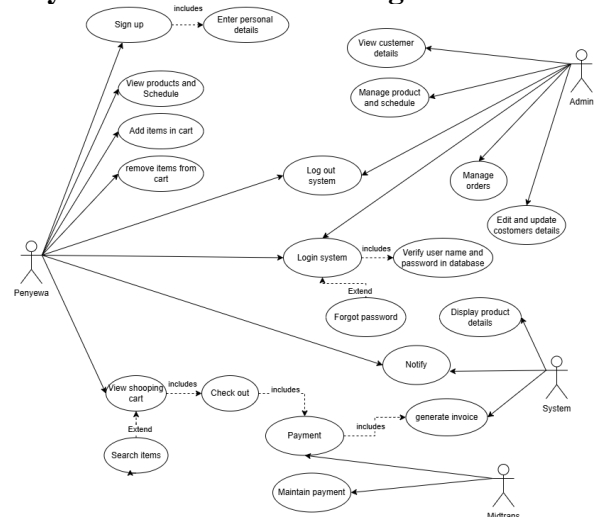 includes
Sign up
Enter personal
details
View customer
details
View products and
Schedule
Manage product
and schedule
Admin
Add items in cart
remove items from
cart
Log out
system
Manage
orders
Edit and update
costomers details
Login system
includes
Verify user name and
password in database
Penyewa
Extend
Forgot password
Display product
details
Notify
System
View shooping
cart
includes
Check out
includes
generate invoice
Extend
includes
Payment
Search items
Maintain payment
Midtrans